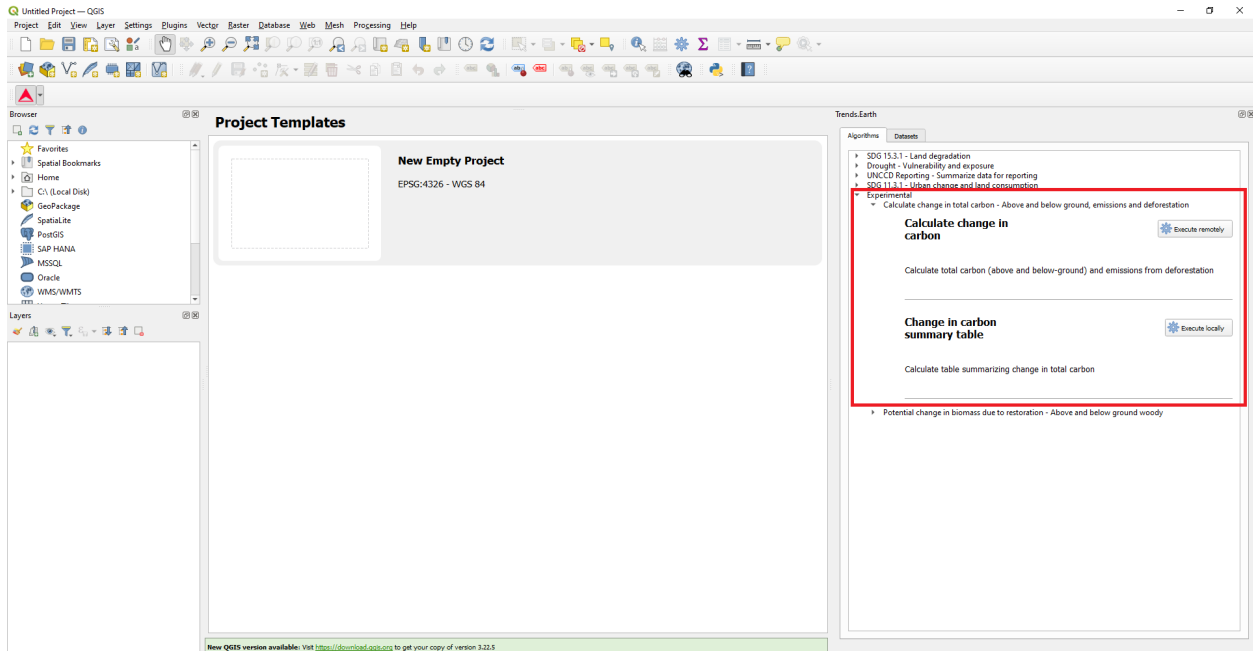 Untitled Project — QGIS
Project Edit View Layer Settings Plugins Vector Raster Database Web Mesh Processing Help
Browser
Favorites
Spatial Bookmarks
Home
C:\ (Local Disk)
GeoPackage
SpatiaLite
PostGIS
SAP HANA
MSSQL
Oracle
WMS/WMTS
Layers
Project Templates
New Empty Project
EPSG:4326 - WGS 84
New QGIS version available: Visit https://download.qgis.org to get your copy of version 3.22.5
Trends.Earth
Algorithms Datasets
SDG 15.3.1 - Land degradation
Drought - Vulnerability and exposure
UNCCD Reporting - Summarize data for reporting
SDG 11.3.1 - Urban change and land consumption
Experimental
Calculate change in total carbon - Above and below ground, emissions and deforestation
Calculate change in
carbon
Execute remotely
Calculate total carbon (above and below-ground) and emissions from deforestation
Change in carbon
summary table
Execute locally
Calculate table summarizing change in total carbon
Potential change in biomass due to restoration - Above and below ground woody